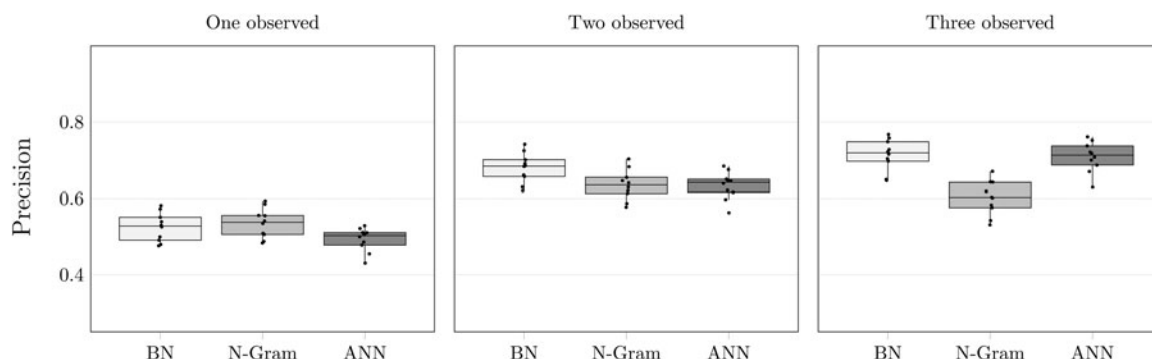 One observed
Two observed
Three observed
Precision
0.8
0.6
0.4
BN N-Gram ANN
BN N-Gram ANN
BN N-Gram ANN